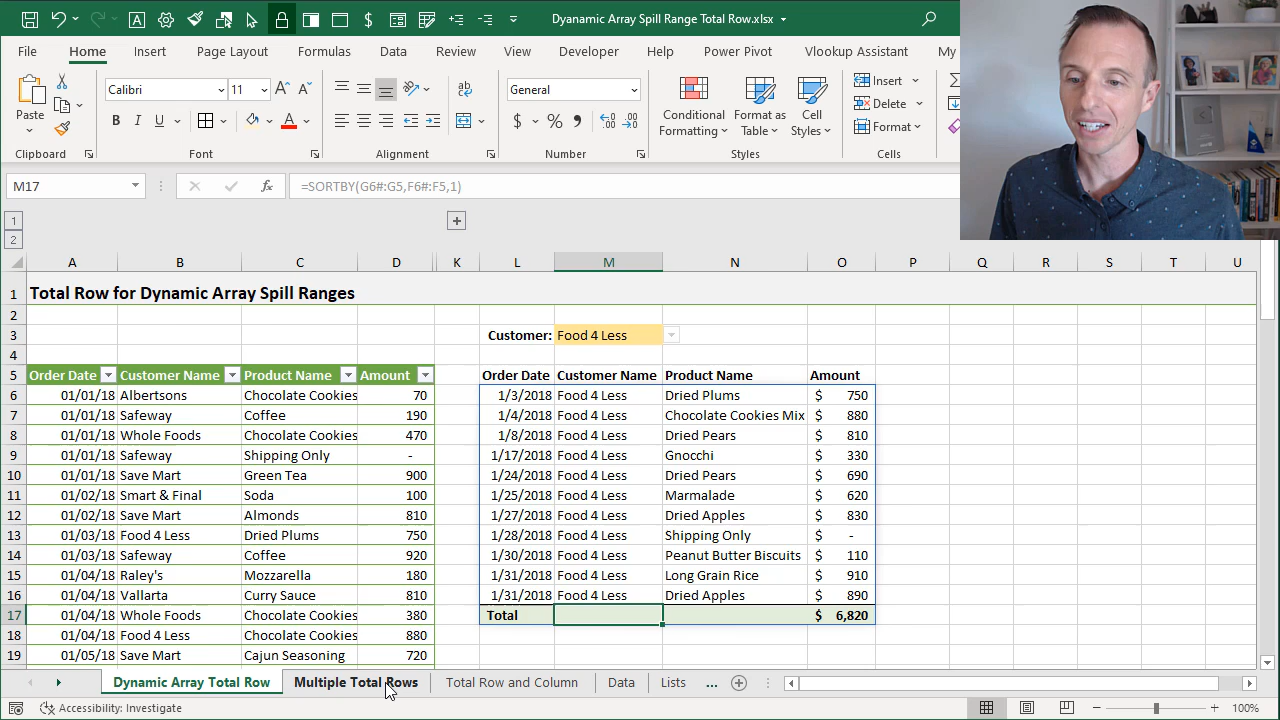 Dyanamic Array Spill Range Total Row.xlsx
File Home Insert Page Layout Formulas Data Review View Developer Help Power Pivot Vlookup Assistant My
Calibri 11 General Insert
Paste Conditional Formatting Format as Table Cell Styles Delete
B I U A $ % , Format
Clipboard Font Alignment Number Styles Cells
M17 fx =SORTBY(G6#:G5,F6#:F5,1)
1
2
A B C D K L M N O P Q R S T U
1 Total Row for Dynamic Array Spill Ranges
2
3 Customer: Food 4 Less
4
5 Order Date Customer Name Product Name Amount Order Date Customer Name Product Name Amount
6 01/01/18 Albertsons Chocolate Cookies 70 1/3/2018 Food 4 Less Dried Plums $ 750
7 01/01/18 Safeway Coffee 190 1/4/2018 Food 4 Less Chocolate Cookies Mix $ 880
8 01/01/18 Whole Foods Chocolate Cookies 470 1/8/2018 Food 4 Less Dried Pears $ 810
9 01/01/18 Safeway Shipping Only - 1/17/2018 Food 4 Less Gnocchi $ 330
10 01/01/18 Save Mart Green Tea 900 1/24/2018 Food 4 Less Dried Pears $ 690
11 01/02/18 Smart & Final Soda 100 1/25/2018 Food 4 Less Marmalade $ 620
12 01/02/18 Save Mart Almonds 810 1/27/2018 Food 4 Less Dried Apples $ 830
13 01/03/18 Food 4 Less Dried Plums 750 1/28/2018 Food 4 Less Shipping Only $ -
14 01/03/18 Safeway Coffee 920 1/30/2018 Food 4 Less Peanut Butter Biscuits $ 110
15 01/04/18 Raley's Mozzarella 180 1/31/2018 Food 4 Less Long Grain Rice $ 910
16 01/04/18 Vallarta Curry Sauce 810 1/31/2018 Food 4 Less Dried Apples $ 890
17 01/04/18 Whole Foods Chocolate Cookies 380 Total $ 6,820
18 01/04/18 Food 4 Less Chocolate Cookies 880
19 01/05/18 Save Mart Cajun Seasoning 720
Dynamic Array Total Row Multiple Total Rows Total Row and Column Data Lists ...
Accessibility: Investigate 100%